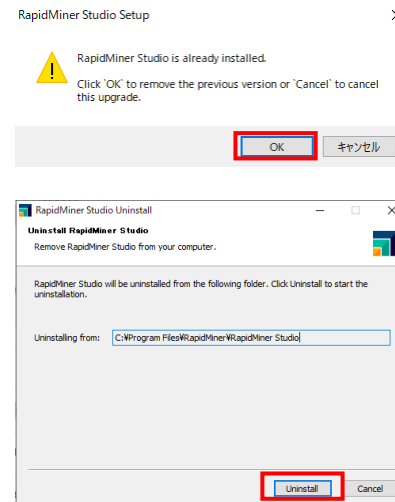 RapidMiner Studio Setup
RapidMiner Studio is already installed.
Click `OK` to remove the previous version or `Cancel` to cancel
this upgrade.
OK
キャンセル
RapidMiner Studio Uninstall
Uninstall RapidMiner Studio
Remove RapidMiner Studio from your computer.
RapidMiner Studio will be uninstalled from the following folder. Click Uninstall to start the
uninstallation.
Uninstalling from:
C:¥Program Files¥RapidMiner¥RapidMiner Studio
Uninstall
Cancel